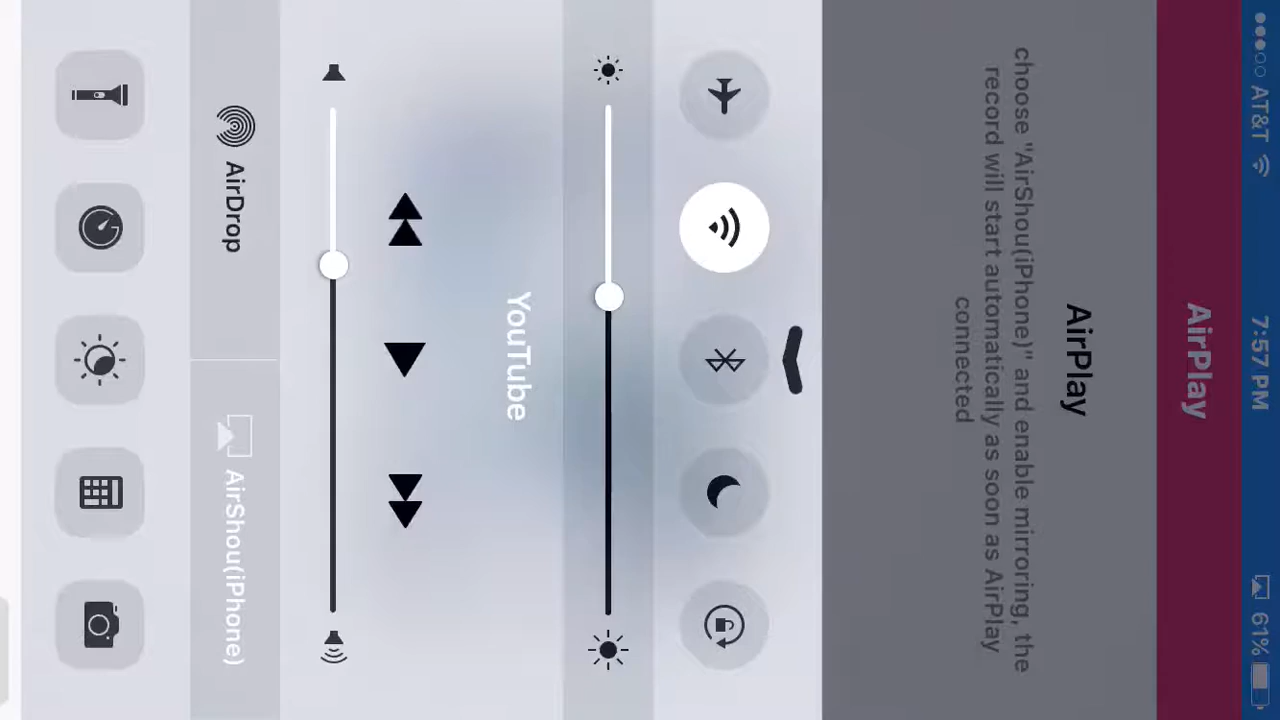 ●●●○○ AT&T 7:57 PM 61%
AirPlay
AirPlay
choose "AirShou(iPhone)" and enable mirroring, the
record will start automatically as soon as AirPlay
connected
YouTube
AirDrop
AirShou(iPhone)